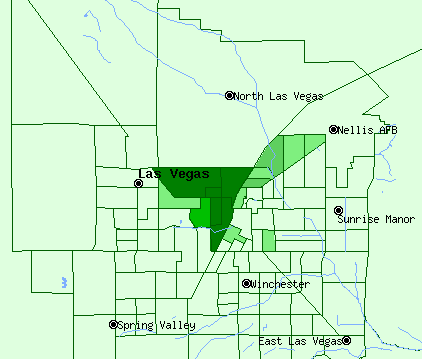 North Las Vegas
Nellis AFB
Las Vegas
Sunrise Manor
Winchester
Spring Valley
East Las Vegas